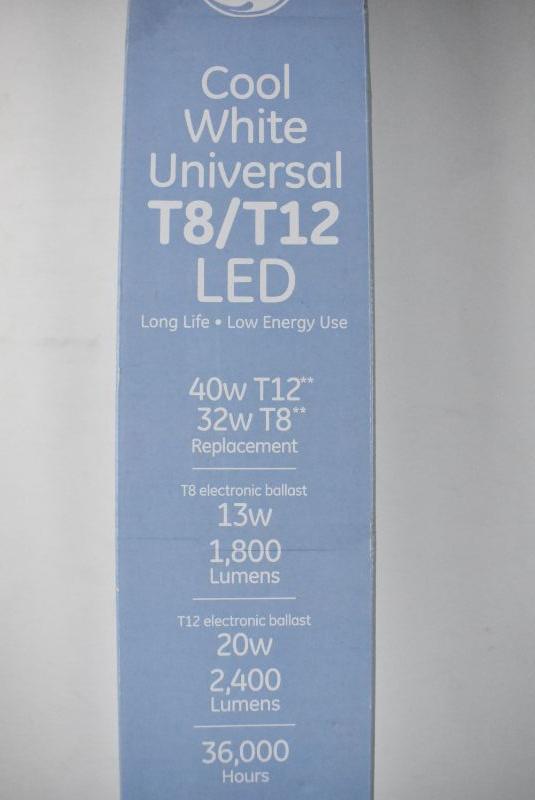 Cool
White
Universal
T8/T12
LED
Long Life • Low Energy Use
40w T12**
32w T8**
Replacement
T8 electronic ballast
13w
1,800
Lumens
T12 electronic ballast
20w
2,400
Lumens
36,000
Hours